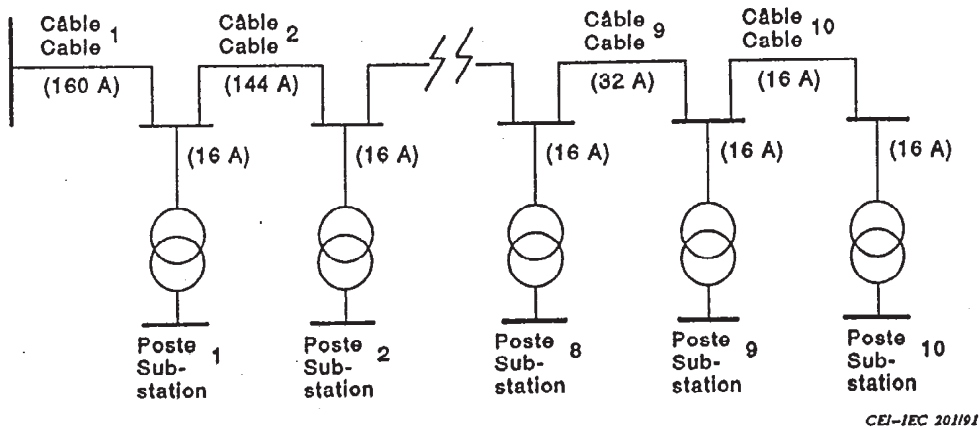 Câble 1
Cable
(160 A)
Câble 2
Cable
(144 A)
Câble 9
Cable
(32 A)
Câble 10
Cable
(16 A)
(16 A)
(16 A)
(16 A)
(16 A)
(16 A)
Poste 1
Sub-
station
Poste 2
Sub-
station
Poste 8
Sub-
station
Poste 9
Sub-
station
Poste 10
Sub-
station
CEI-IEC 201/91